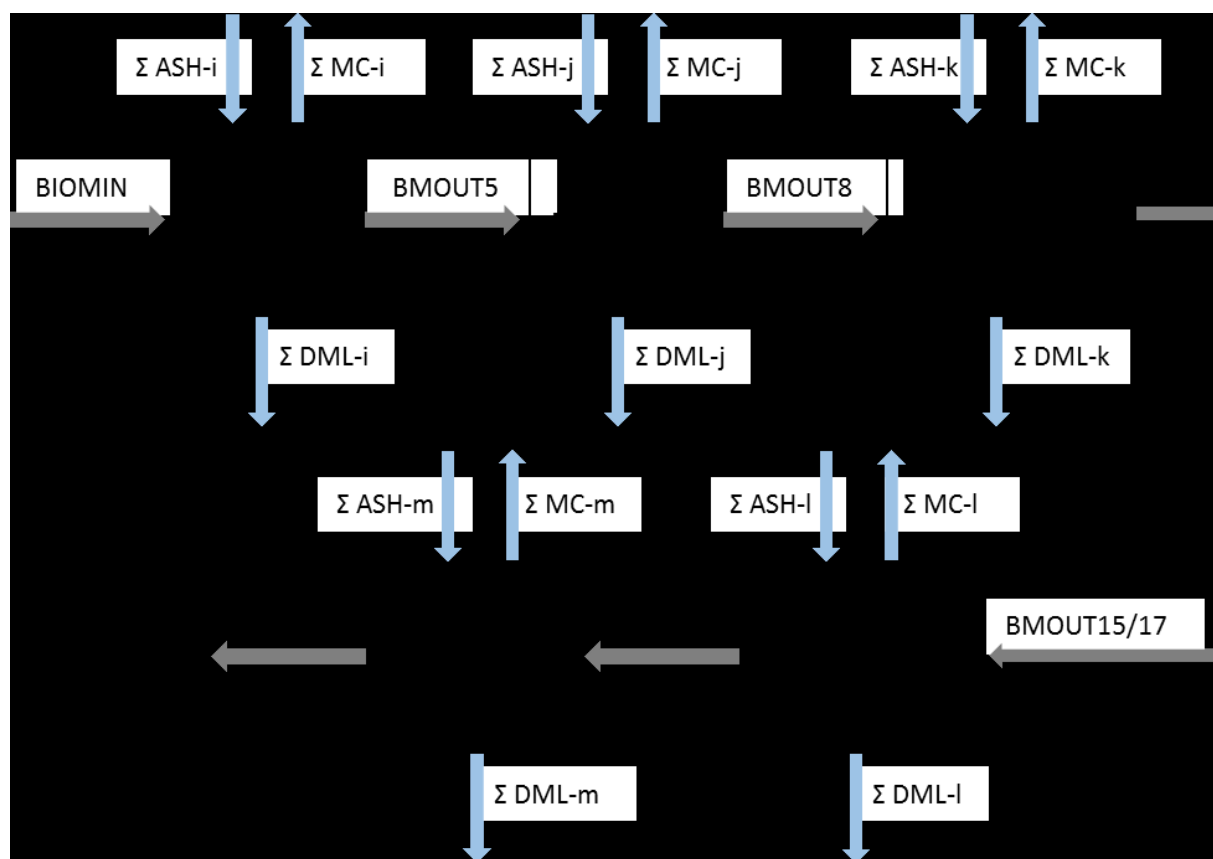 Σ ASH-i
Σ MC-i
Σ ASH-j
Σ MC-j
Σ ASH-k
Σ MC-k
BIOMIN
BMOUT5
BMOUT8
Σ DML-i
Σ DML-j
Σ DML-k
Σ ASH-m
Σ MC-m
Σ ASH-l
Σ MC-l
BMOUT15/17
Σ DML-m
Σ DML-l